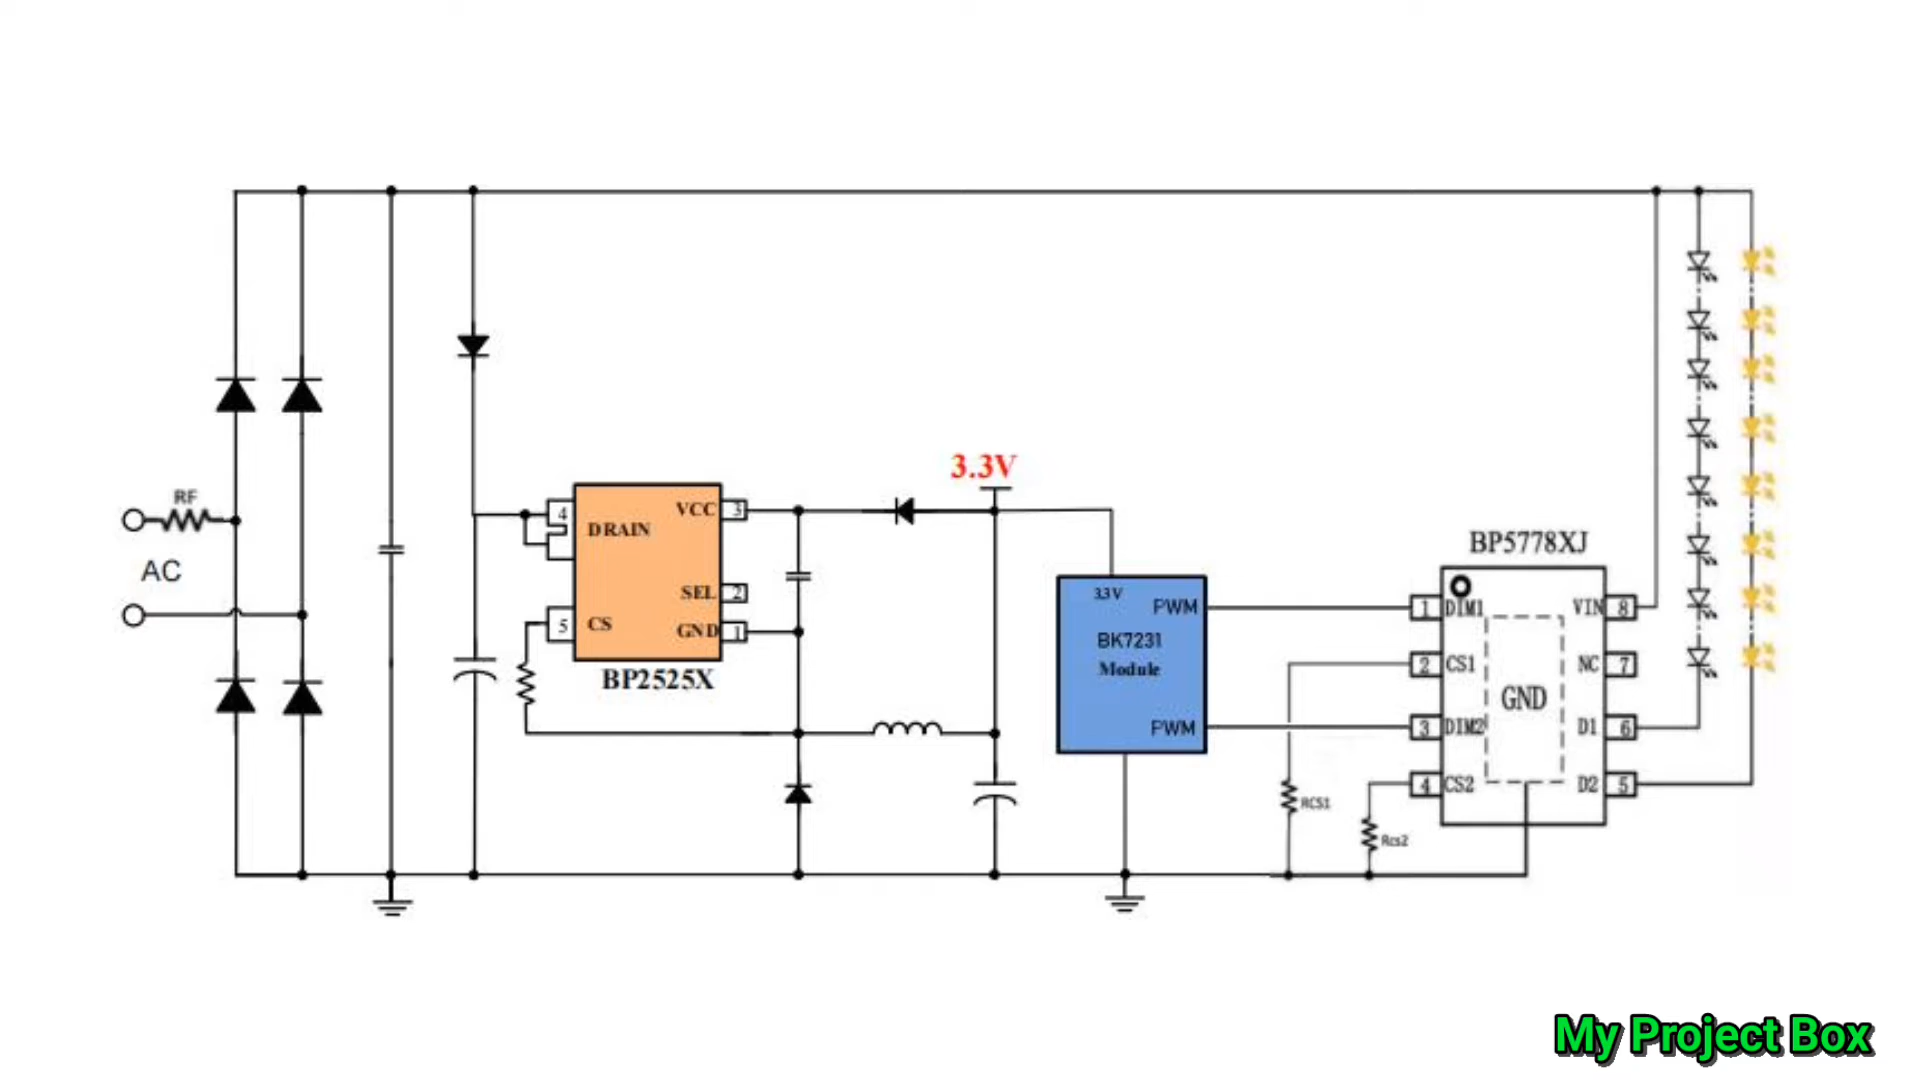 RF
AC
4
DRAIN
VCC
3
SEL
2
5
CS
GND
1
BP2525X
3.3V
3.3 V
PWM
BK7231
Module
PWM
BP5778XJ
1
DIM1
VIN
8
2
CS1
NC
7
GND
3
DIM2
D1
6
4
CS2
D2
5
RCS1
Rcs2
My Project Box